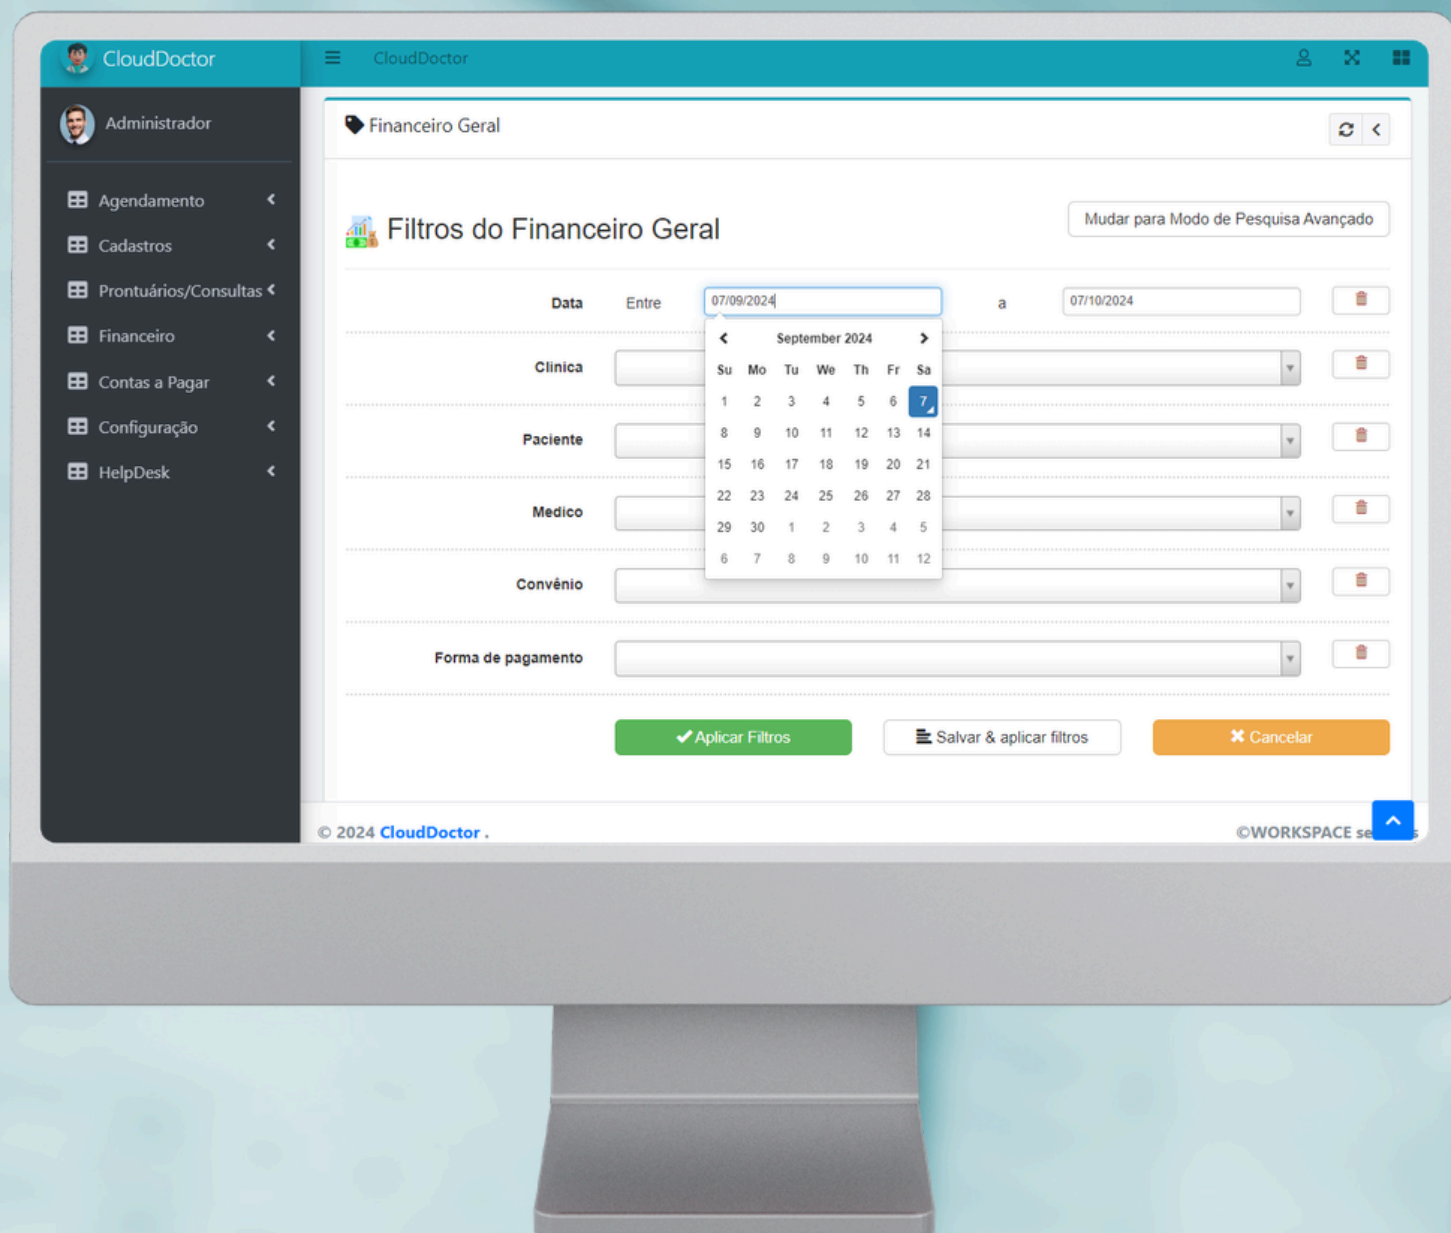 CloudDoctor
CloudDoctor
Administrador
Agendamento
Cadastros
Prontuários/Consultas
Financeiro
Contas a Pagar
Configuração
HelpDesk
Financeiro Geral
Filtros do Financeiro Geral
Mudar para Modo de Pesquisa Avançado
Data Entre 07/09/2024 a 07/10/2024
September 2024
Su Mo Tu We Th Fr Sa
1 2 3 4 5 6 7
8 9 10 11 12 13 14
15 16 17 18 19 20 21
22 23 24 25 26 27 28
29 30 1 2 3 4 5
6 7 8 9 10 11 12
Clinica
Paciente
Medico
Convênio
Forma de pagamento
Aplicar Filtros
Salvar & aplicar filtros
Cancelar
© 2024 CloudDoctor .
©WORKSPACE